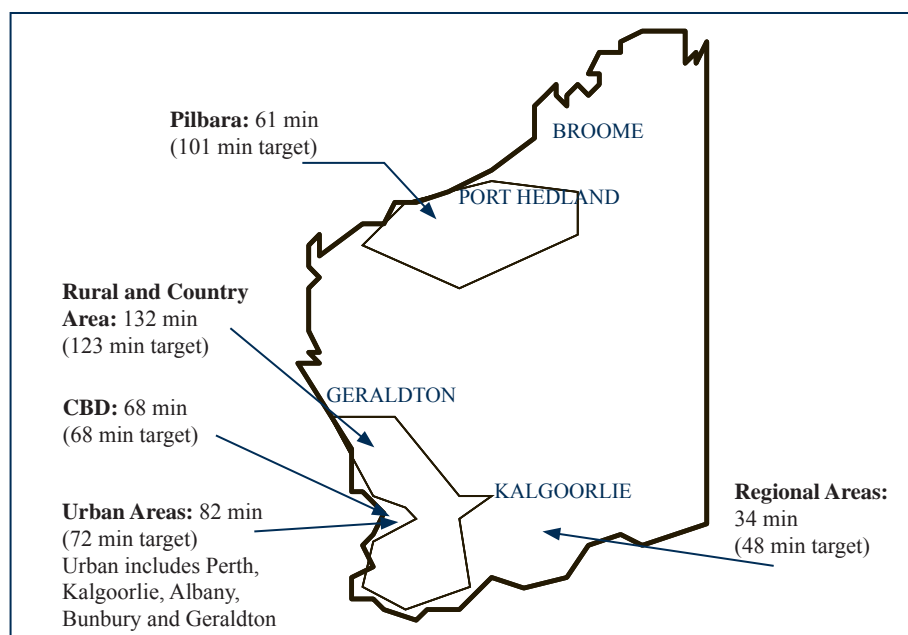 BROOME
Pilbara: 61 min
(101 min target)
PORT HEDLAND
Rural and Country
Area: 132 min
(123 min target)
GERALDTON
CBD: 68 min
(68 min target)
KALGOORLIE
Regional Areas:
34 min
(48 min target)
Urban Areas: 82 min
(72 min target)
Urban includes Perth,
Kalgoorlie, Albany,
Bunbury and Geraldton